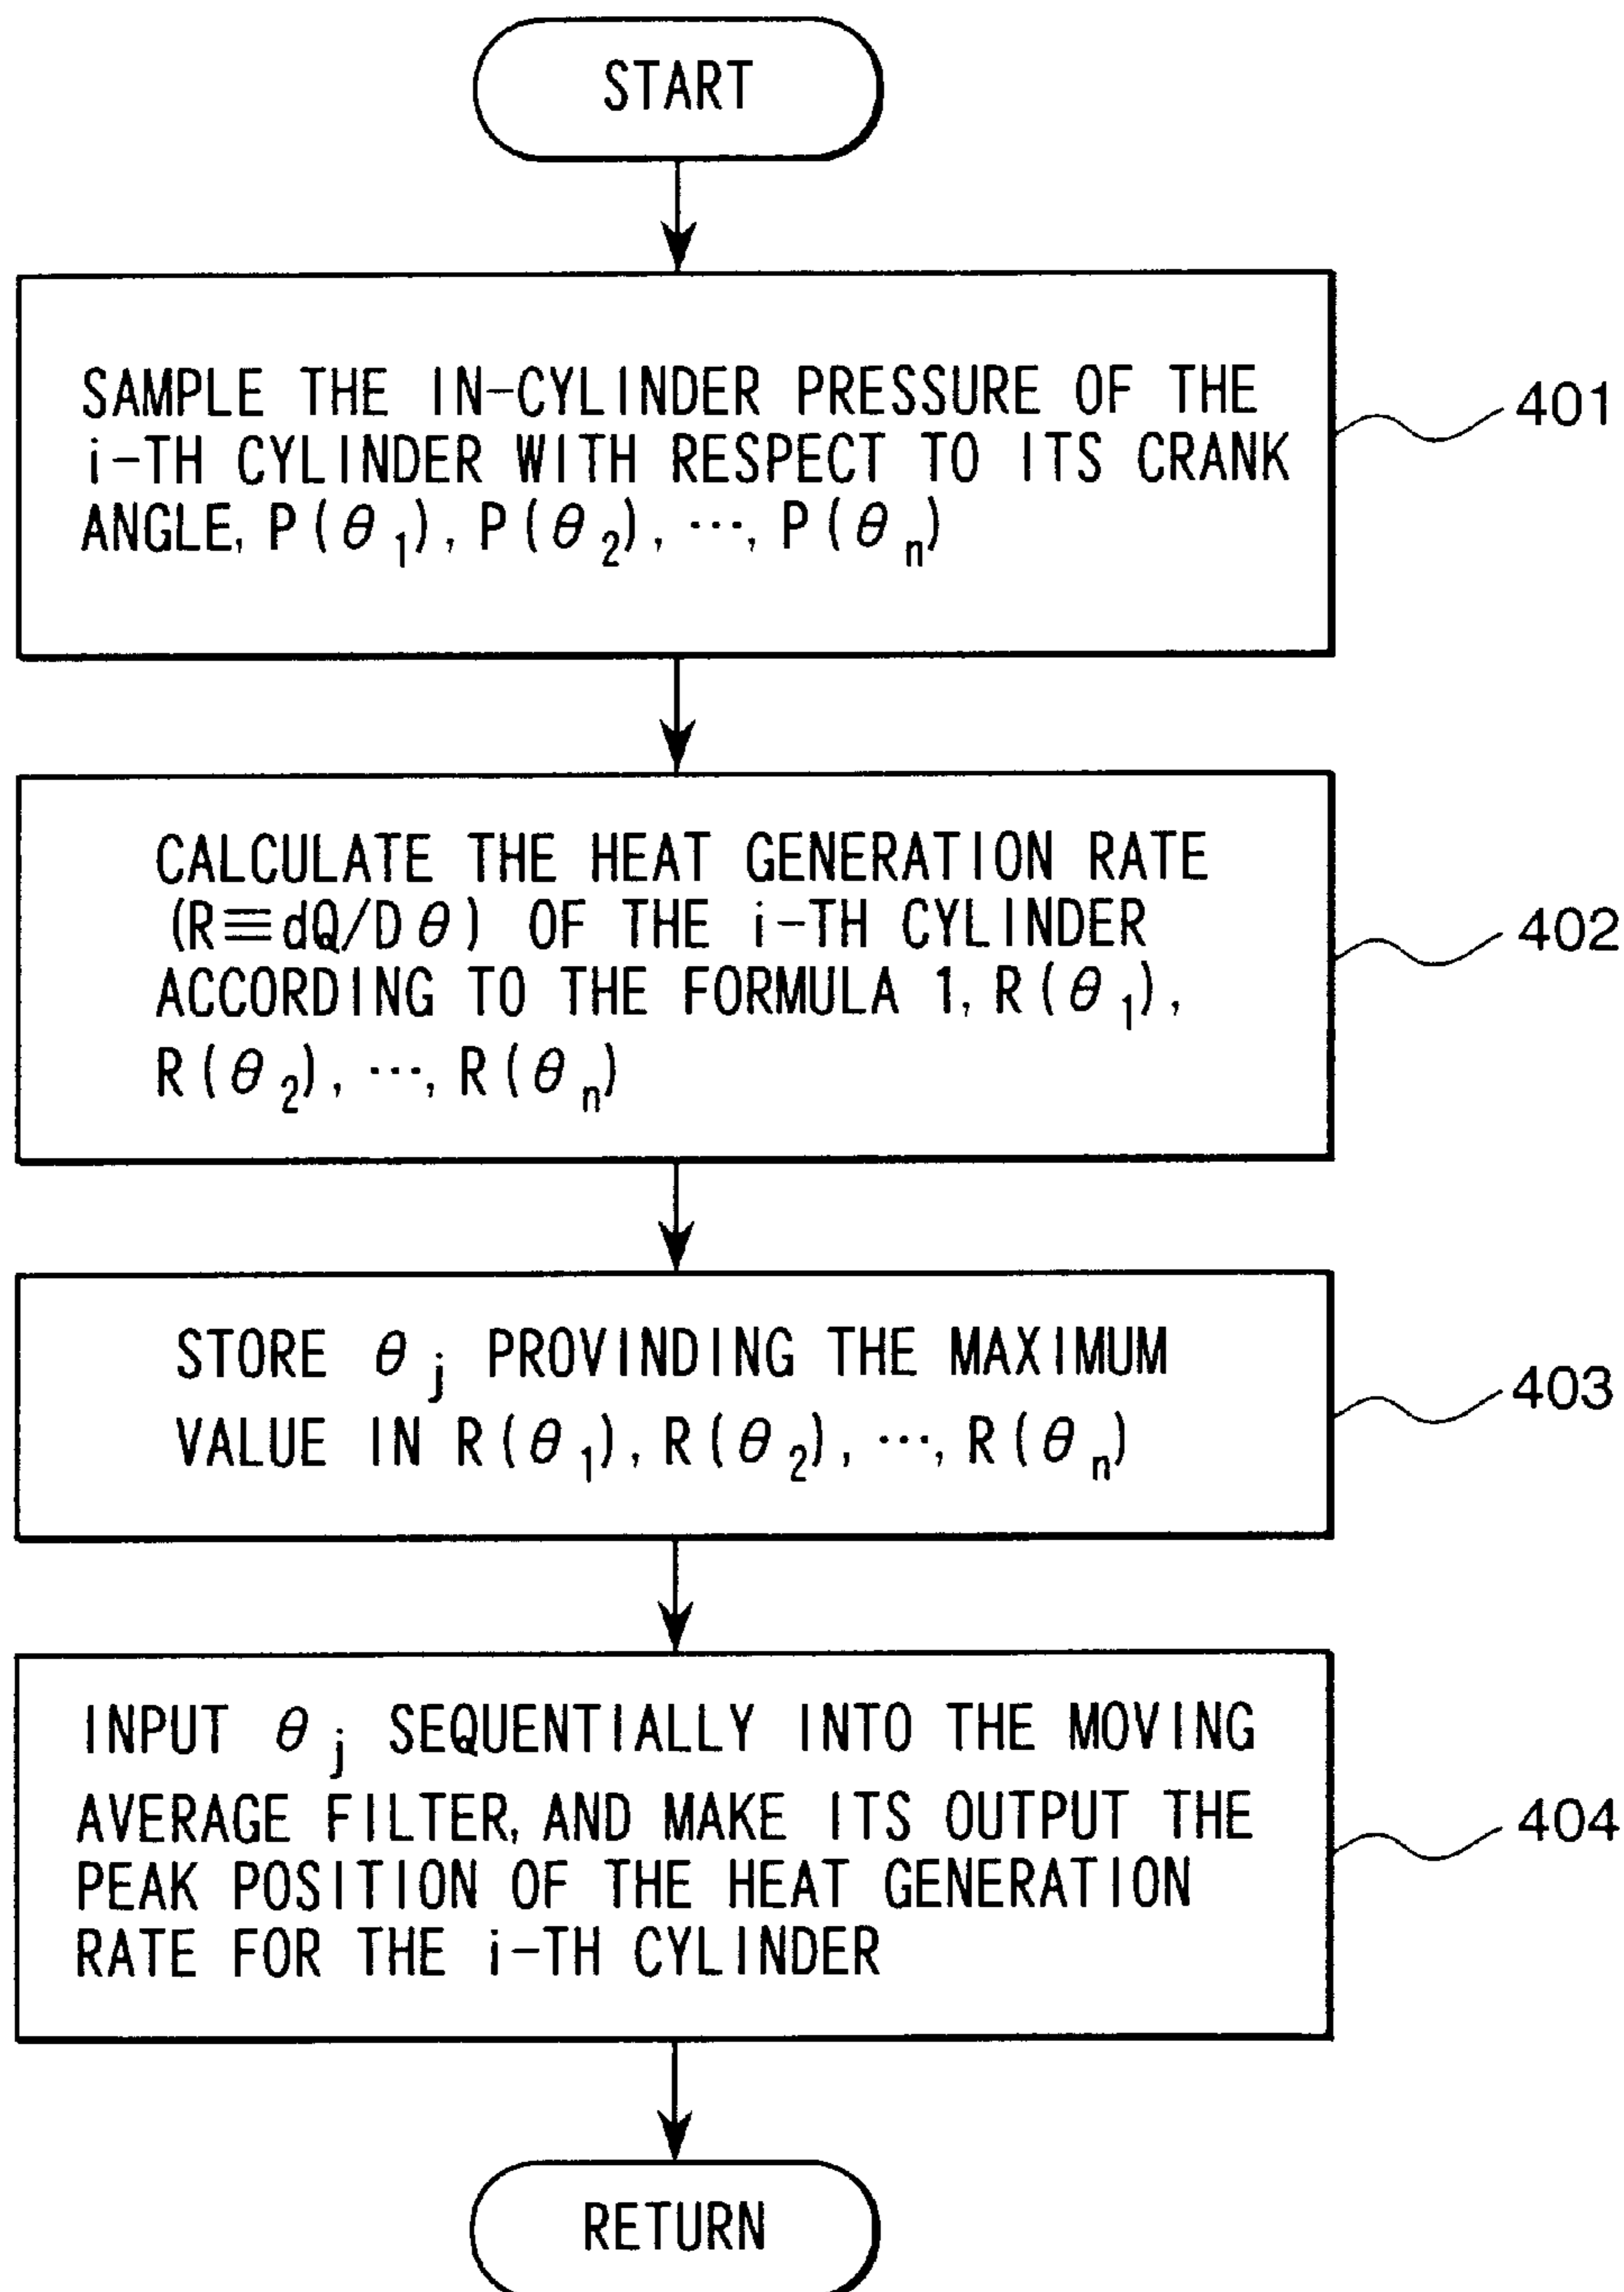 START
SAMPLE THE IN-CYLINDER PRESSURE OF THE
i-TH CYLINDER WITH RESPECT TO ITS CRANK
ANGLE, P(θ1), P(θ2), ···, P(θn)
401
CALCULATE THE HEAT GENERATION RATE
(R≡dQ/Dθ) OF THE i-TH CYLINDER
ACCORDING TO THE FORMULA 1, R(θ1),
R(θ2), ···, R(θn)
402
STORE θj PROVINDING THE MAXIMUM
VALUE IN R(θ1), R(θ2), ···, R(θn)
403
INPUT θj SEQUENTIALLY INTO THE MOVING
AVERAGE FILTER, AND MAKE ITS OUTPUT THE
PEAK POSITION OF THE HEAT GENERATION
RATE FOR THE i-TH CYLINDER
404
RETURN